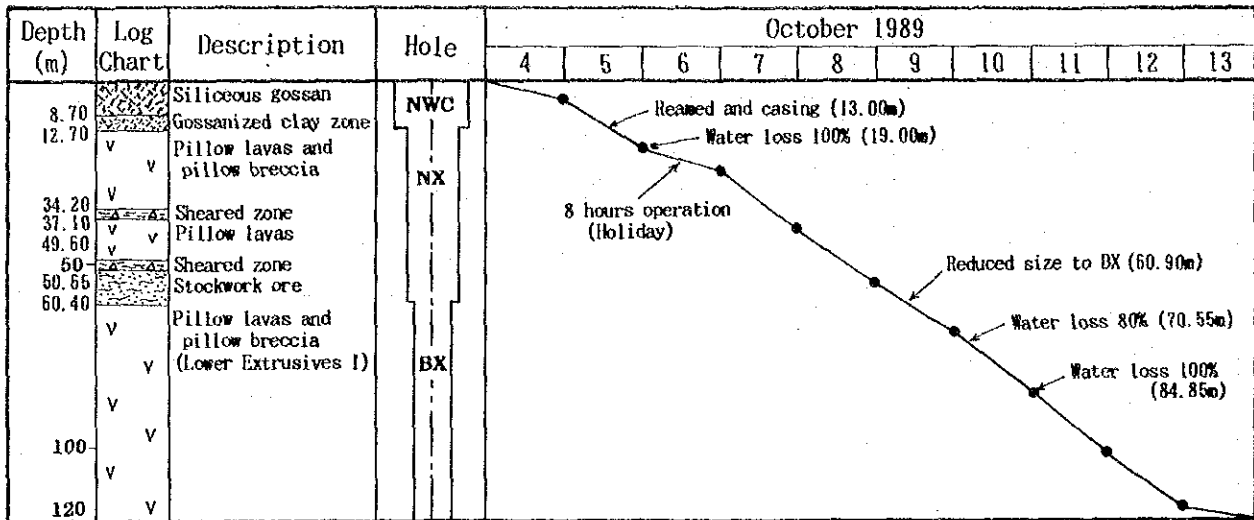 Depth (m)
Log Chart
Description
Hole
October 1989
4 5 6 7 8 9 10 11 12 13
8.70
12.70
34.20
37.10
49.60
50
50.65
60.40
100
120
Siliceous gossan
Gossanized clay zone
Pillow lavas and
pillow breccia
Sheared zone
Pillow lavas
Sheared zone
Stockwork ore
Pillow lavas and
pillow breccia
(Lower Extrusives I)
NWC
NX
BX
Reamed and casing (13.00m)
Water loss 100% (19.00m)
8 hours operation
(Holiday)
Reduced size to BX (60.90m)
Water loss 80% (70.55m)
Water loss 100%
(84.85m)